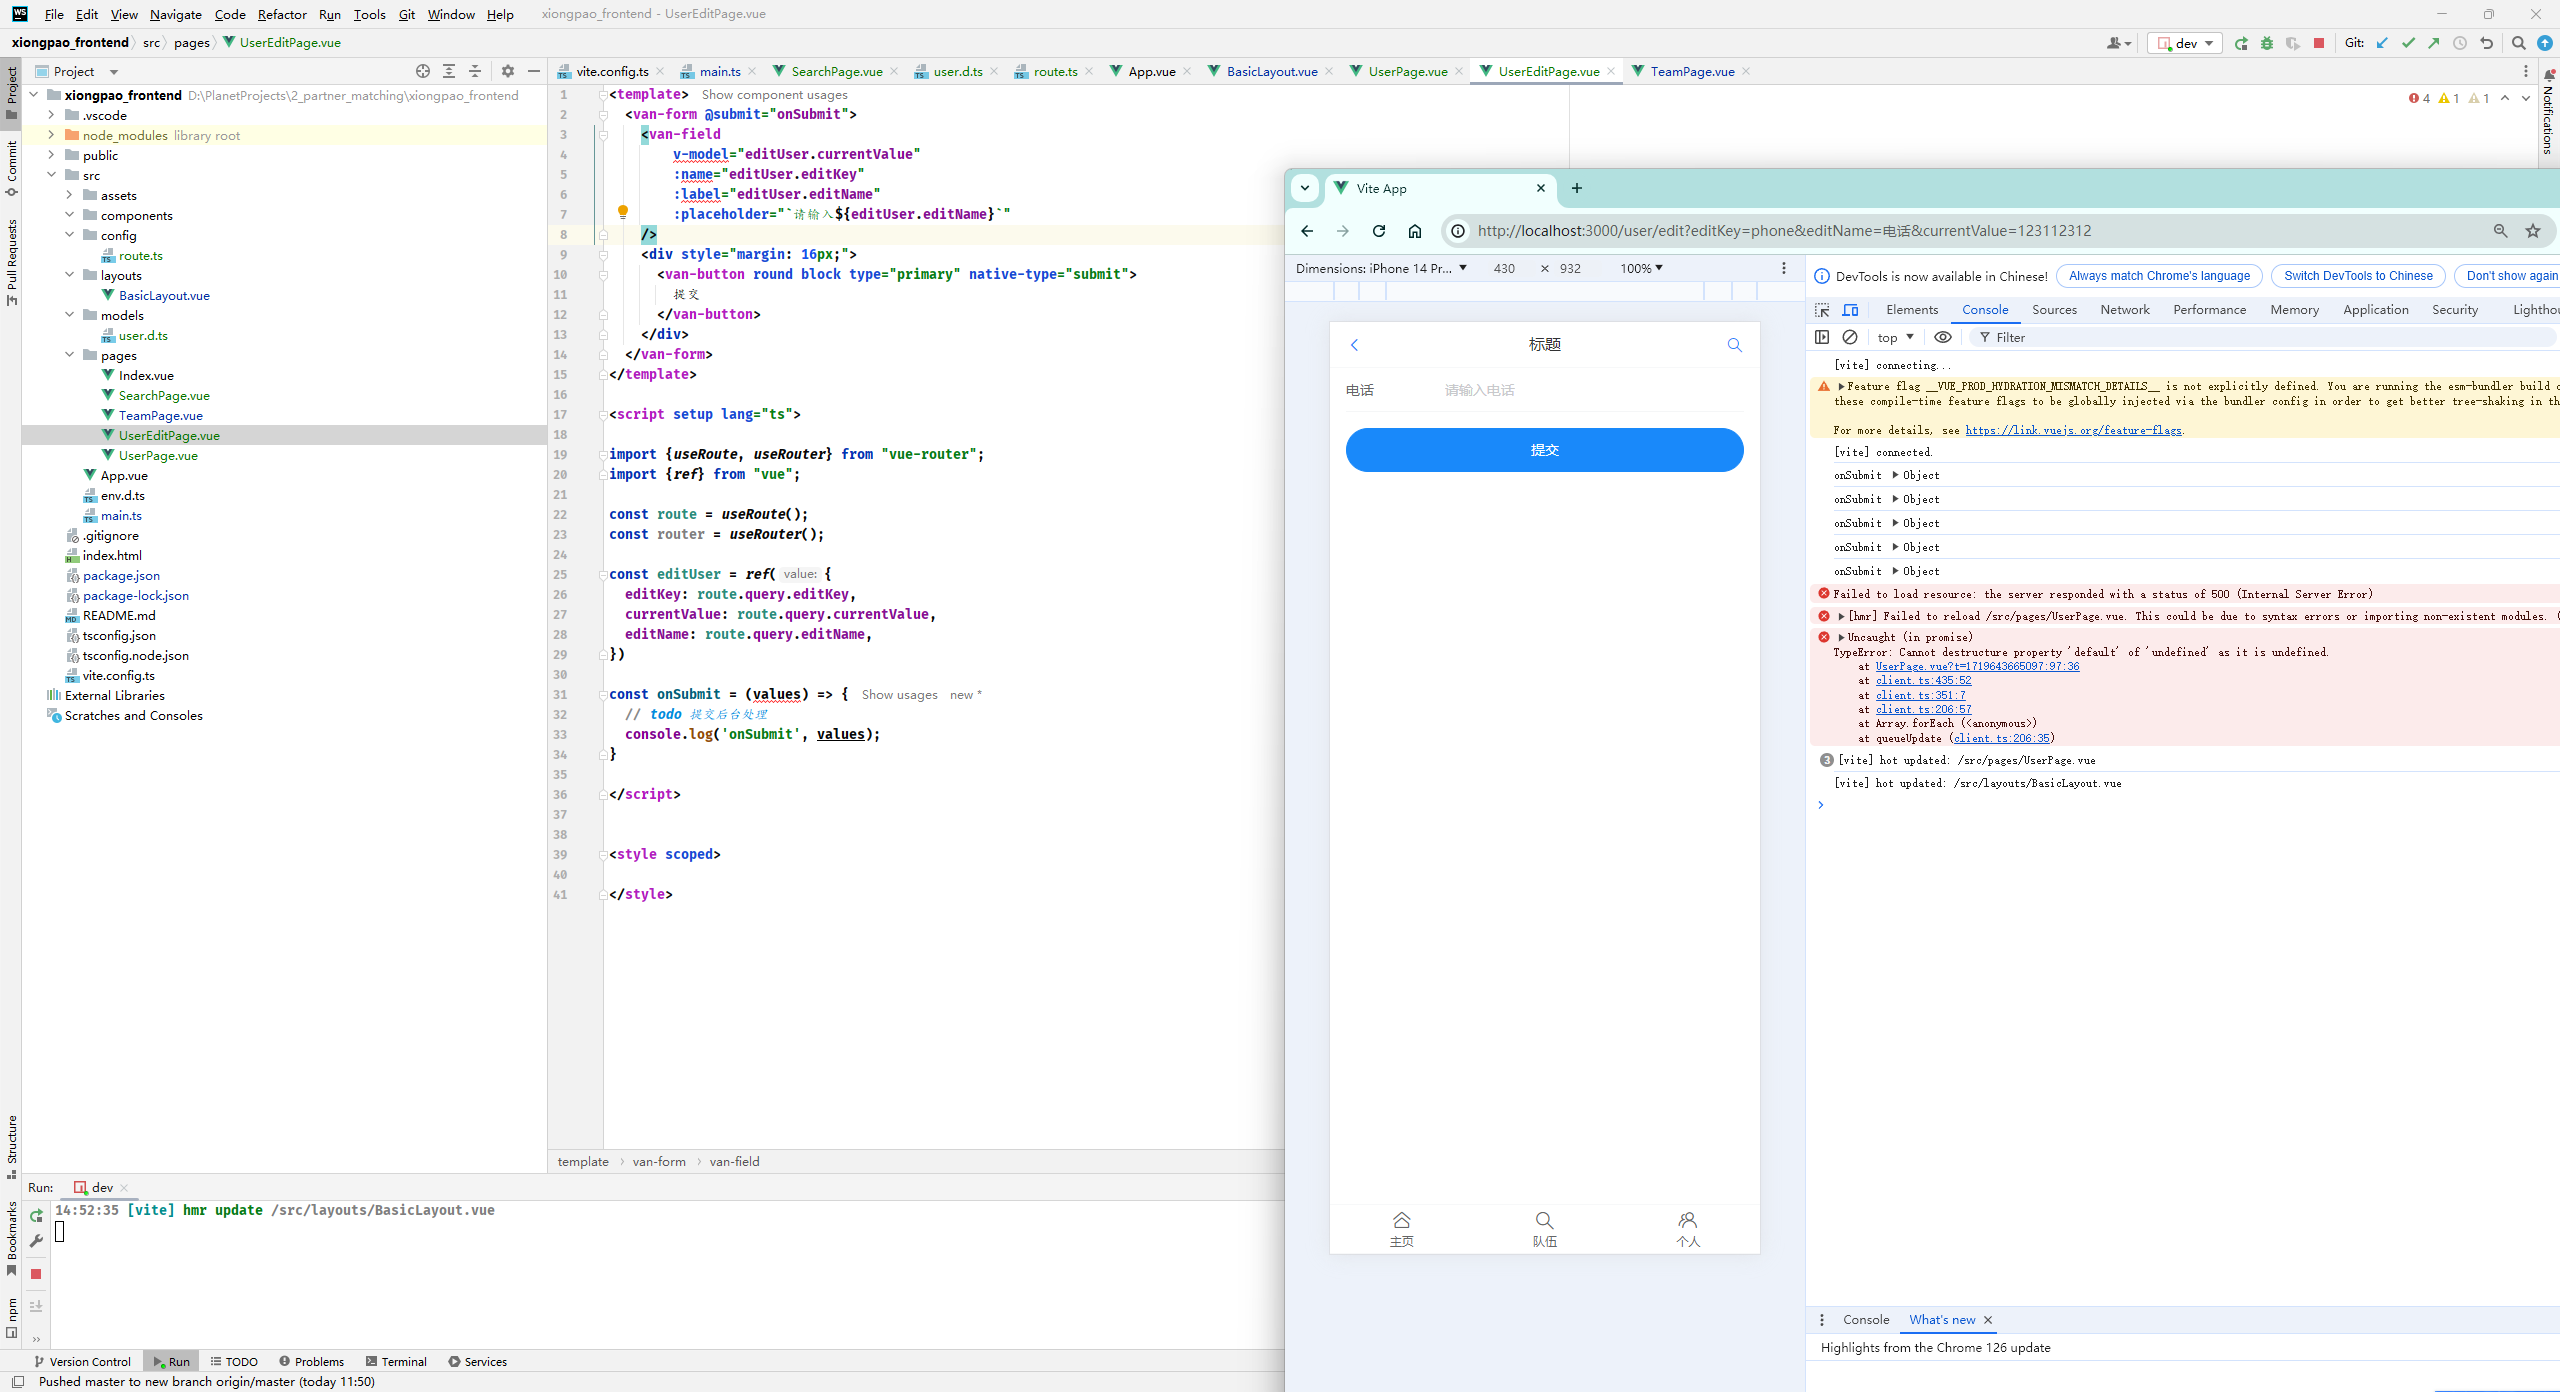 File Edit View Navigate Code Refactor Run Tools Git Window Help xiongpao_frontend - UserEditPage.vue
xiongpao_frontend src pages UserEditPage.vue
dev Git:
Project
vite.config.ts main.ts SearchPage.vue user.d.ts route.ts App.vue BasicLayout.vue UserPage.vue UserEditPage.vue TeamPage.vue
Project
Commit
Pull Requests
Structure
Bookmarks
npm
Notifications
xiongpao_frontend D:\PlanetProjects\2_partner_matching\xiongpao_frontend
.vscode
node_modules library root
public
src
assets
components
config
route.ts
layouts
BasicLayout.vue
models
user.d.ts
pages
Index.vue
SearchPage.vue
TeamPage.vue
UserEditPage.vue
UserPage.vue
App.vue
env.d.ts
main.ts
.gitignore
index.html
package.json
package-lock.json
README.md
tsconfig.json
tsconfig.node.json
vite.config.ts
External Libraries
Scratches and Consoles
4 1 1
1 <template> Show component usages
2 <van-form @submit="onSubmit">
3 <van-field
4 v-model="editUser.currentValue"
5 :name="editUser.editKey"
6 :label="editUser.editName"
7 :placeholder="`请输入${editUser.editName}`"
8 />
9 <div style="margin: 16px;">
10 <van-button round block type="primary" native-type="submit">
11 提交
12 </van-button>
13 </div>
14 </van-form>
15 </template>
16
17 <script setup lang="ts">
18
19 import {useRoute, useRouter} from "vue-router";
20 import {ref} from "vue";
21
22 const route = useRoute();
23 const router = useRouter();
24
25 const editUser = ref( value: {
26 editKey: route.query.editKey,
27 currentValue: route.query.currentValue,
28 editName: route.query.editName,
29 })
30
31 const onSubmit = (values) => { Show usages new *
32 // todo 提交后台处理
33 console.log('onSubmit', values);
34 }
35
36 </script>
37
38
39 <style scoped>
40
41 </style>
template van-form van-field
Run: dev
14:52:35 [vite] hmr update /src/layouts/BasicLayout.vue
Version Control Run TODO Problems Terminal Services
Pushed master to new branch origin/master (today 11:50)
Vite App
http://localhost:3000/user/edit?editKey=phone&editName=电话&currentValue=123112312
Dimensions: iPhone 14 Pr... 430 × 932 100%
标题
电话 请输入电话
提交
主页 队伍 个人
DevTools is now available in Chinese! Always match Chrome's language Switch DevTools to Chinese Don't show again
Elements Console Sources Network Performance Memory Application Security Lighthou
top Filter
[vite] connecting...
Feature flag __VUE_PROD_HYDRATION_MISMATCH_DETAILS__ is not explicitly defined. You are running the esm-bundler build o
these compile-time feature flags to be globally injected via the bundler config in order to get better tree-shaking in th
For more details, see https://link.vuejs.org/feature-flags.
[vite] connected.
onSubmit Object
onSubmit Object
onSubmit Object
onSubmit Object
onSubmit Object
Failed to load resource: the server responded with a status of 500 (Internal Server Error)
[hmr] Failed to reload /src/pages/UserPage.vue. This could be due to syntax errors or importing non-existent modules. (
Uncaught (in promise)
TypeError: Cannot destructure property 'default' of 'undefined' as it is undefined.
at UserPage.vue?t=1719643665097:97:36
at client.ts:435:52
at client.ts:351:7
at client.ts:206:57
at Array.forEach (<anonymous>)
at queueUpdate (client.ts:206:35)
3 [vite] hot updated: /src/pages/UserPage.vue
[vite] hot updated: /src/layouts/BasicLayout.vue
Console What's new
Highlights from the Chrome 126 update